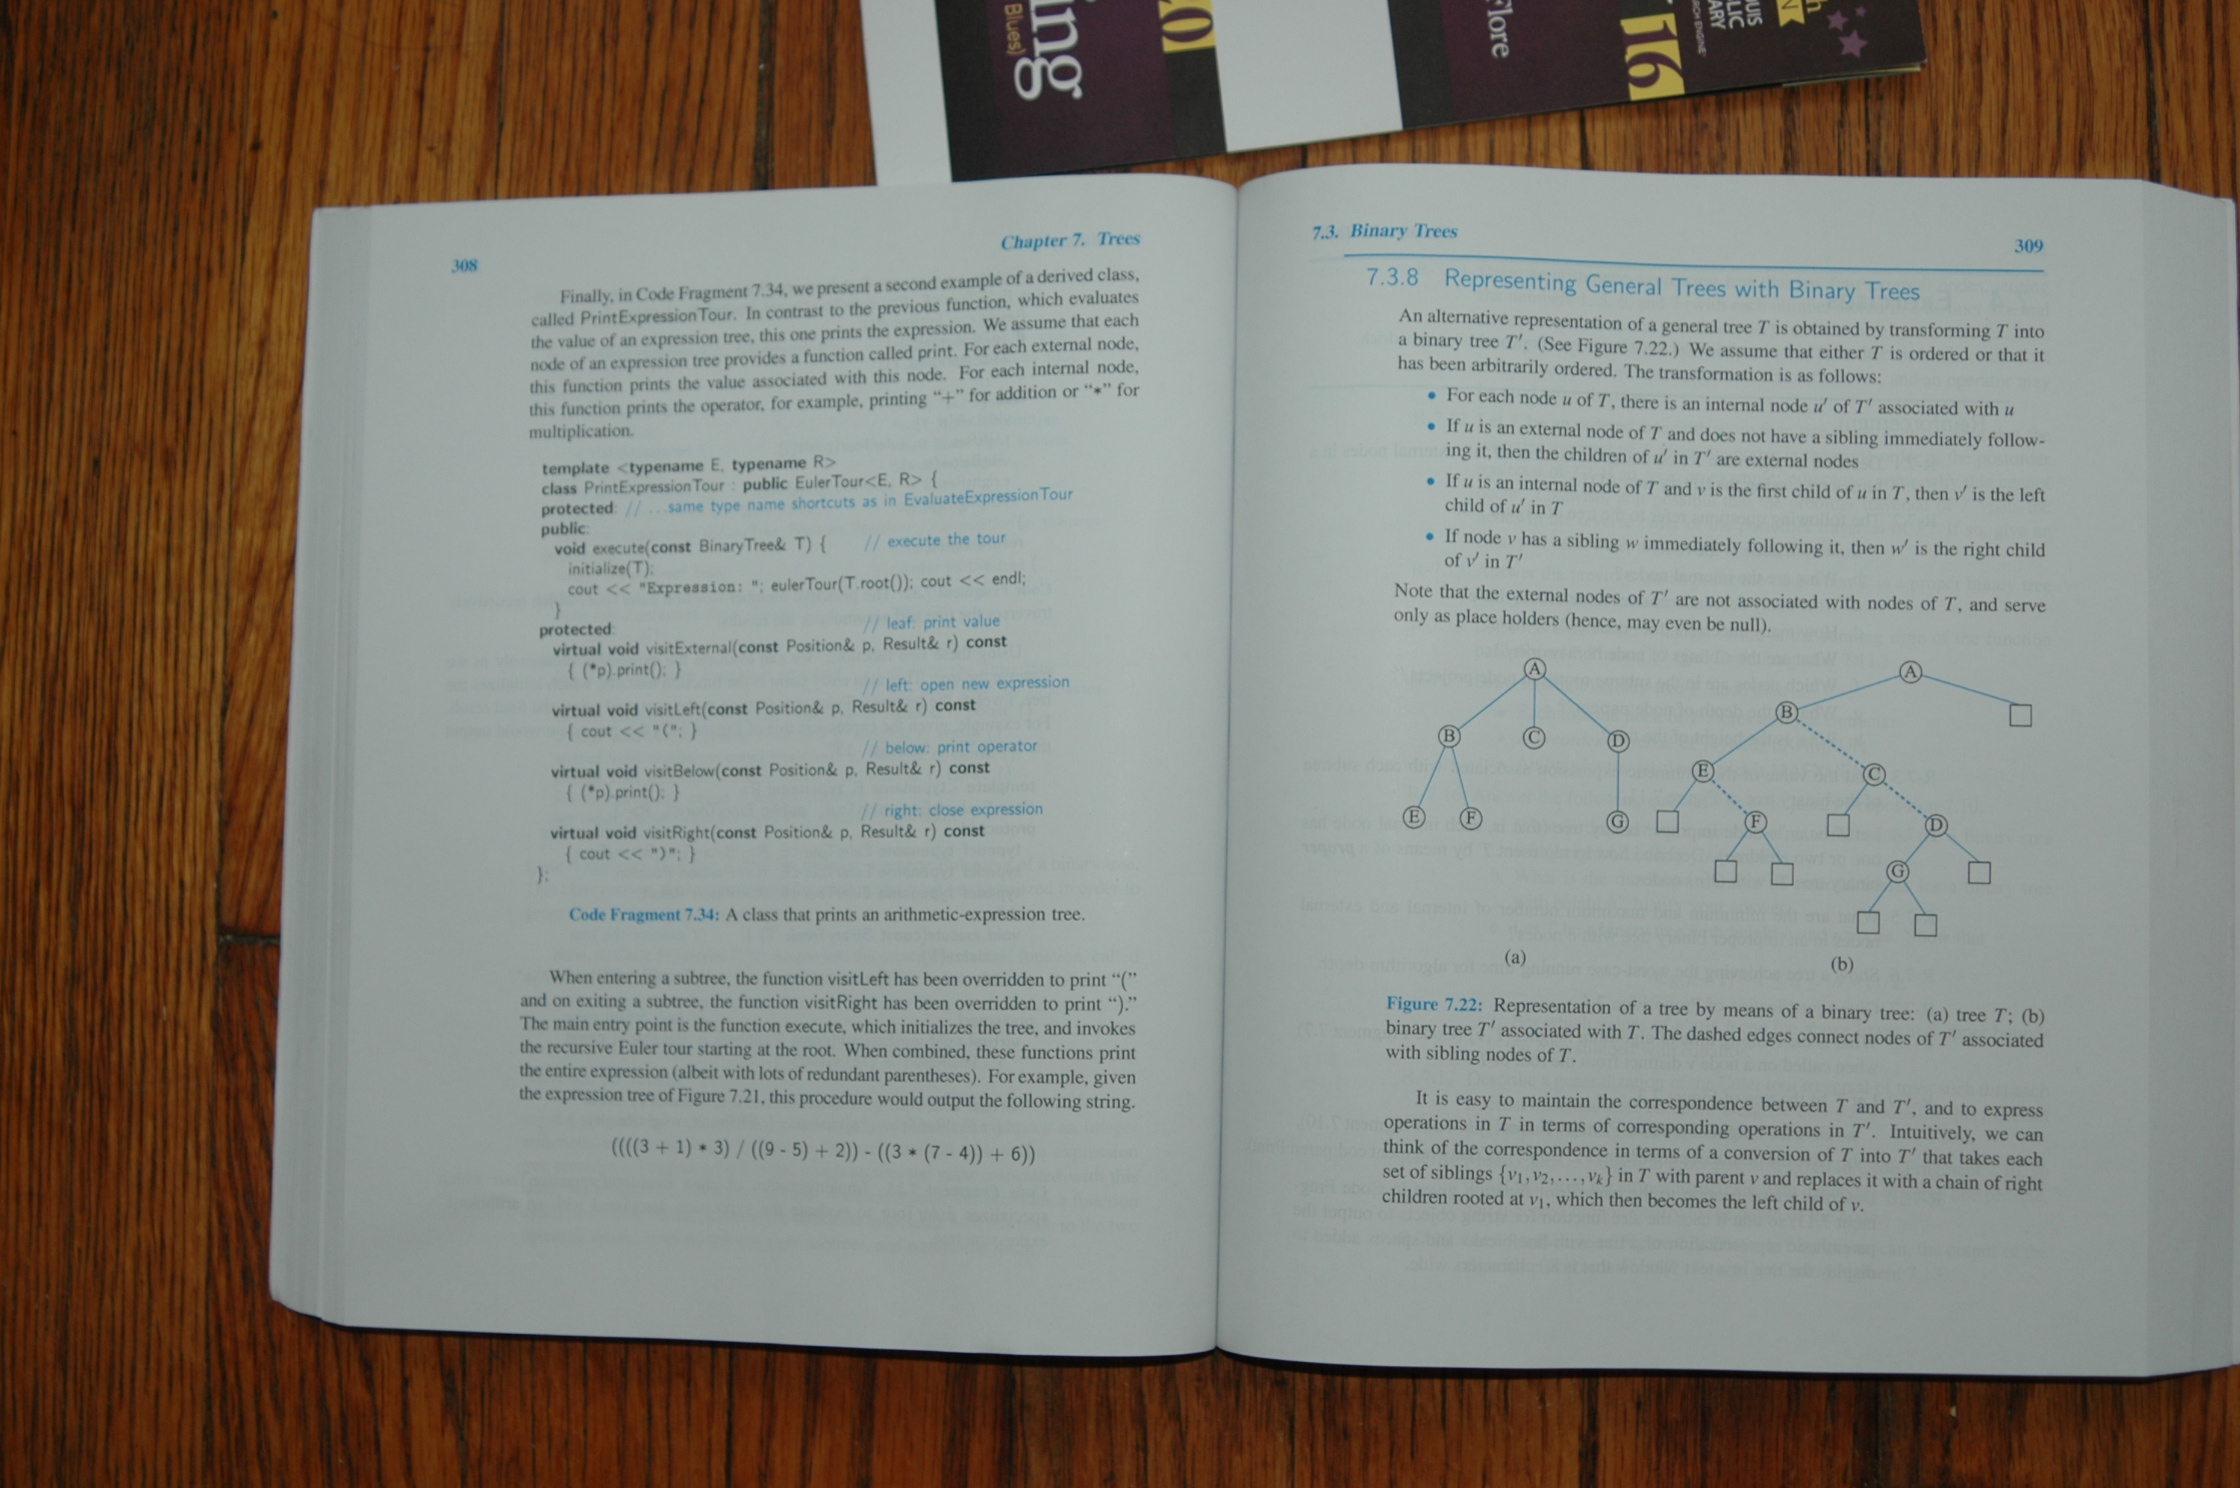 308
Chapter 7. Trees
Finally, in Code Fragment 7.34, we present a second example of a derived class,
called PrintExpressionTour. In contrast to the previous function, which evaluates
the value of an expression tree, this one prints the expression. We assume that each
node of an expression tree provides a function called print. For each external node,
this function prints the value associated with this node. For each internal node,
this function prints the operator, for example, printing “+” for addition or “*” for
multiplication.
template <typename E, typename R>
class PrintExpressionTour : public EulerTour<E, R> {
protected: // ...same type name shortcuts as in EvaluateExpressionTour
public:
void execute(const BinaryTree& T) { // execute the tour
initialize(T);
cout << "Expression: "; eulerTour(T.root()); cout << endl;
}
protected: // leaf: print value
virtual void visitExternal(const Position& p, Result& r) const
{ (*p).print(); }
// left: open new expression
virtual void visitLeft(const Position& p, Result& r) const
{ cout << "("; }
// below: print operator
virtual void visitBelow(const Position& p, Result& r) const
{ (*p).print(); }
// right: close expression
virtual void visitRight(const Position& p, Result& r) const
{ cout << ")"; }
};
Code Fragment 7.34: A class that prints an arithmetic-expression tree.
When entering a subtree, the function visitLeft has been overridden to print “(”
and on exiting a subtree, the function visitRight has been overridden to print “).”
The main entry point is the function execute, which initializes the tree, and invokes
the recursive Euler tour starting at the root. When combined, these functions print
the entire expression (albeit with lots of redundant parentheses). For example, given
the expression tree of Figure 7.21, this procedure would output the following string.
((((3 + 1) * 3) / ((9 - 5) + 2)) - ((3 * (7 - 4)) + 6))
7.3. Binary Trees
309
7.3.8 Representing General Trees with Binary Trees
An alternative representation of a general tree T is obtained by transforming T into
a binary tree T′. (See Figure 7.22.) We assume that either T is ordered or that it
has been arbitrarily ordered. The transformation is as follows:
• For each node u of T, there is an internal node u′ of T′ associated with u
• If u is an external node of T and does not have a sibling immediately follow-
ing it, then the children of u′ in T′ are external nodes
• If u is an internal node of T and v is the first child of u in T, then v′ is the left
child of u′ in T
• If node v has a sibling w immediately following it, then w′ is the right child
of v′ in T′
Note that the external nodes of T′ are not associated with nodes of T, and serve
only as place holders (hence, may even be null).
A
B C D
E F G
(a)
A
B
E C
F D
G
(b)
Figure 7.22: Representation of a tree by means of a binary tree: (a) tree T; (b)
binary tree T′ associated with T. The dashed edges connect nodes of T′ associated
with sibling nodes of T.
It is easy to maintain the correspondence between T and T′, and to express
operations in T in terms of corresponding operations in T′. Intuitively, we can
think of the correspondence in terms of a conversion of T into T′ that takes each
set of siblings {v1, v2, ..., vk} in T with parent v and replaces it with a chain of right
children rooted at v1, which then becomes the left child of v.
16
Flore
Blues)